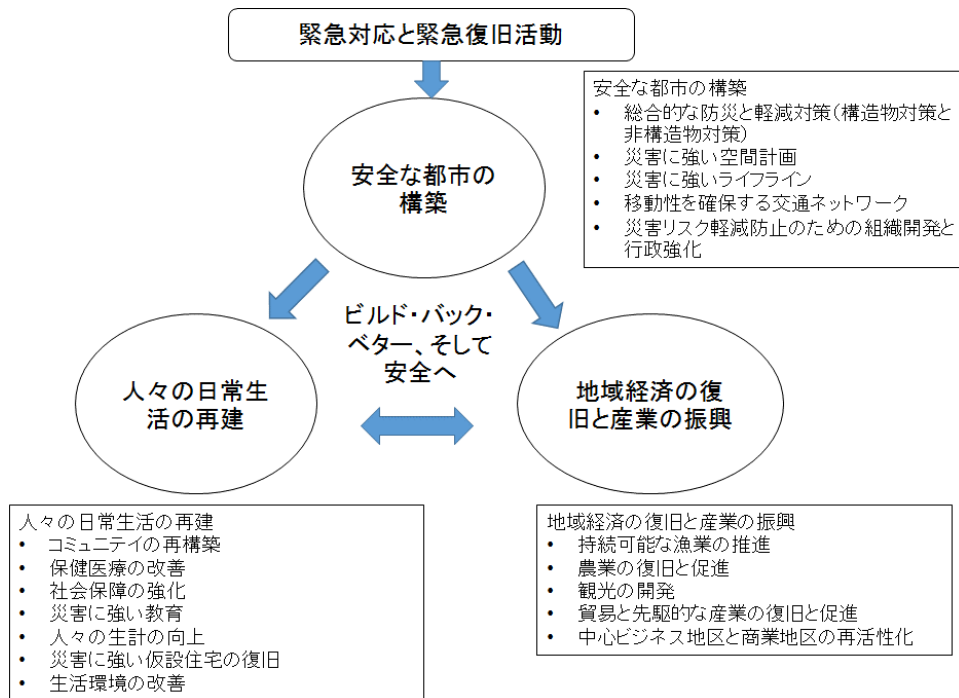 緊急対応と緊急復旧活動
安全な都市の
構築
安全な都市の構築
• 総合的な防災と軽減対策(構造物対策と
非構造物対策)
• 災害に強い空間計画
• 災害に強いライフライン
• 移動性を確保する交通ネットワーク
• 災害リスク軽減防止のための組織開発と
行政強化
ビルド・バック・
ベター、そして
安全へ
人々の日常生
活の再建
地域経済の復
旧と産業の振興
人々の日常生活の再建
• コミュニテイの再構築
• 保健医療の改善
• 社会保障の強化
• 災害に強い教育
• 人々の生計の向上
• 災害に強い仮設住宅の復旧
• 生活環境の改善
地域経済の復旧と産業の振興
• 持続可能な漁業の推進
• 農業の復旧と促進
• 観光の開発
• 貿易と先駆的な産業の復旧と促進
• 中心ビジネス地区と商業地区の再活性化